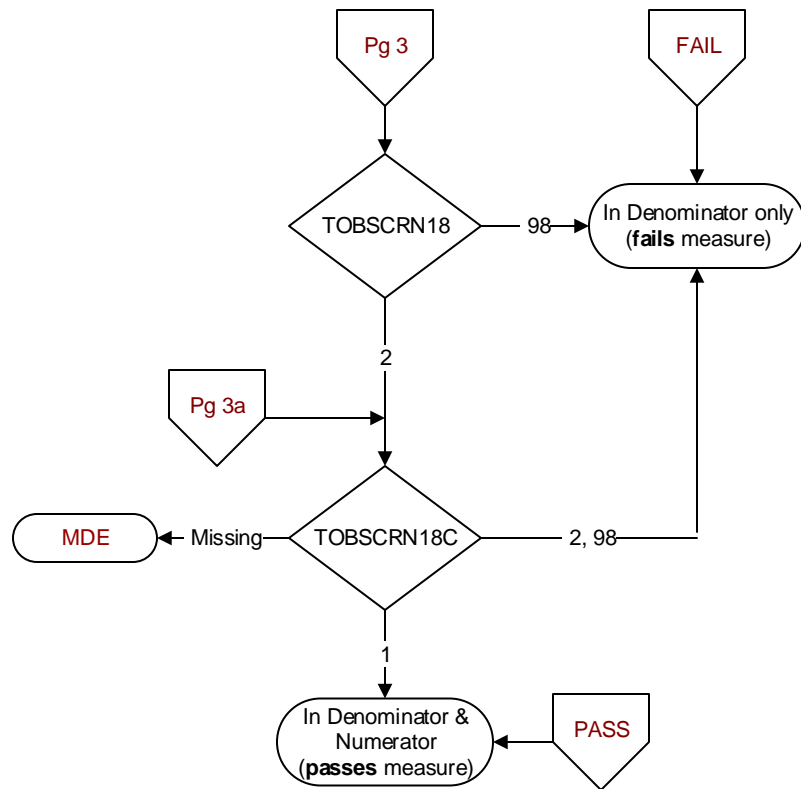 Pg 3
FAIL
TOBSCRN18
98
In Denominator only
(fails measure)
2
Pg 3a
MDE
Missing
TOBSCRN18C
2, 98
1
In Denominator &
Numerator
(passes measure)
PASS